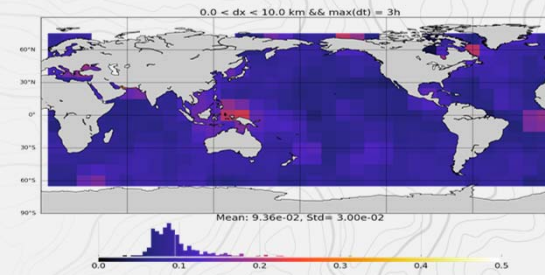 0.0 < dx < 10.0 km && max(dt) = 3h
60°N
30°N
0°
30°S
60°S
90°S
Mean: 9.36e-02, Std= 3.00e-02
0.0 0.1 0.2 0.3 0.4 0.5